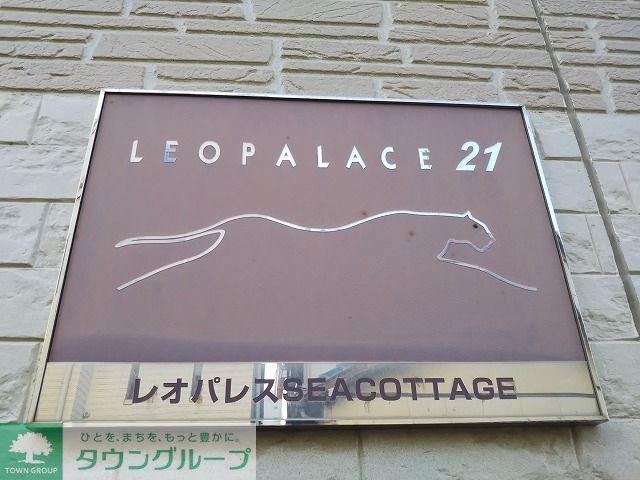 LEOPALACE 21
レオパレスSEACOTTAGE
ひとを、まちを、もっと豊かに。
TOWN GROUP タウングループ